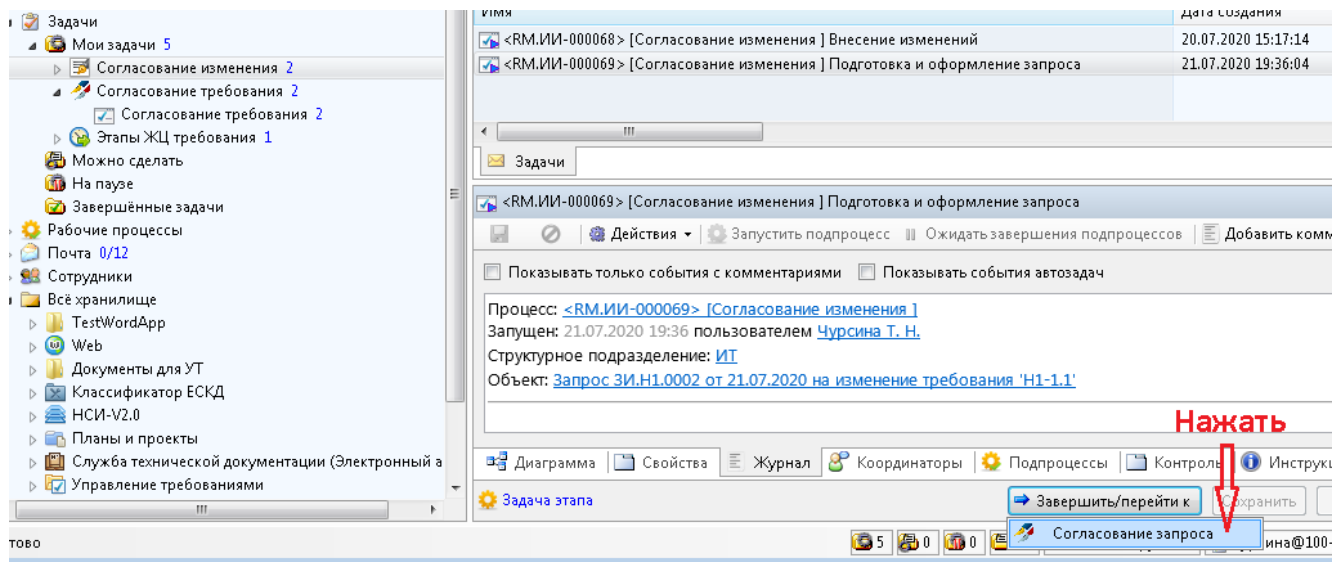 Задачи
Мои задачи 5
Согласование изменения 2
Согласование требования 2
Согласование требования 2
Этапы ЖЦ требования 1
Можно сделать
На паузе
Завершённые задачи
Рабочие процессы
Почта 0/12
Сотрудники
Всё хранилище
TestWordApp
Web
Документы для УТ
Классификатор ЕСКД
НСИ-V2.0
Планы и проекты
Служба технической документации (Электронный а
Управление требованиями
тово
Имя Дата создания
<RM.ИИ-000068> [Согласование изменения ] Внесение изменений 20.07.2020 15:17:14
<RM.ИИ-000069> [Согласование изменения ] Подготовка и оформление запроса 21.07.2020 19:36:04
Задачи
<RM.ИИ-000069> [Согласование изменения ] Подготовка и оформление запроса
Действия Запустить подпроцесс Ожидать завершения подпроцессов Добавить комм
Показывать только события с комментариями Показывать события автозадач
Процесс: <RM.ИИ-000069> [Согласование изменения ]
Запущен: 21.07.2020 19:36 пользователем Чурсина Т. Н.
Структурное подразделение: ИТ
Объект: Запрос ЗИ.Н1.0002 от 21.07.2020 на изменение требования 'Н1-1.1'
Нажать
Диаграмма Свойства Журнал Координаторы Подпроцессы Контроль Инструкц
Задача этапа Завершить/перейти к Сохранить
Согласование запроса
5 0 0 ина@100-